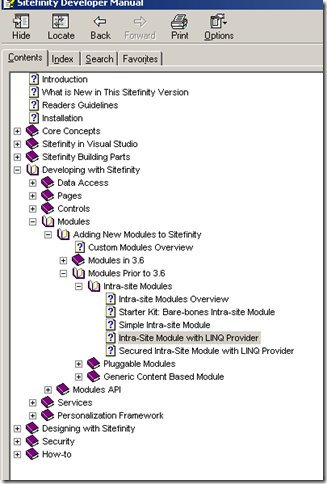 Sitefinity Developer Manual
Hide Locate Back Forward Print Options
Contents Index Search Favorites
Introduction
What is New in This Sitefinity Version
Readers Guidelines
Installation
Core Concepts
Sitefinity in Visual Studio
Sitefinity Building Parts
Developing with Sitefinity
Data Access
Pages
Controls
Modules
Adding New Modules to Sitefinity
Custom Modules Overview
Modules in 3.6
Modules Prior to 3.6
Intra-site Modules
Intra-site Modules Overview
Starter Kit: Bare-bones Intra-site Module
Simple Intra-site Module
Intra-Site Module with LINQ Provider
Secured Intra-Site Module with LINQ Provider
Pluggable Modules
Generic Content Based Module
Modules API
Services
Personalization Framework
Designing with Sitefinity
Security
How-to